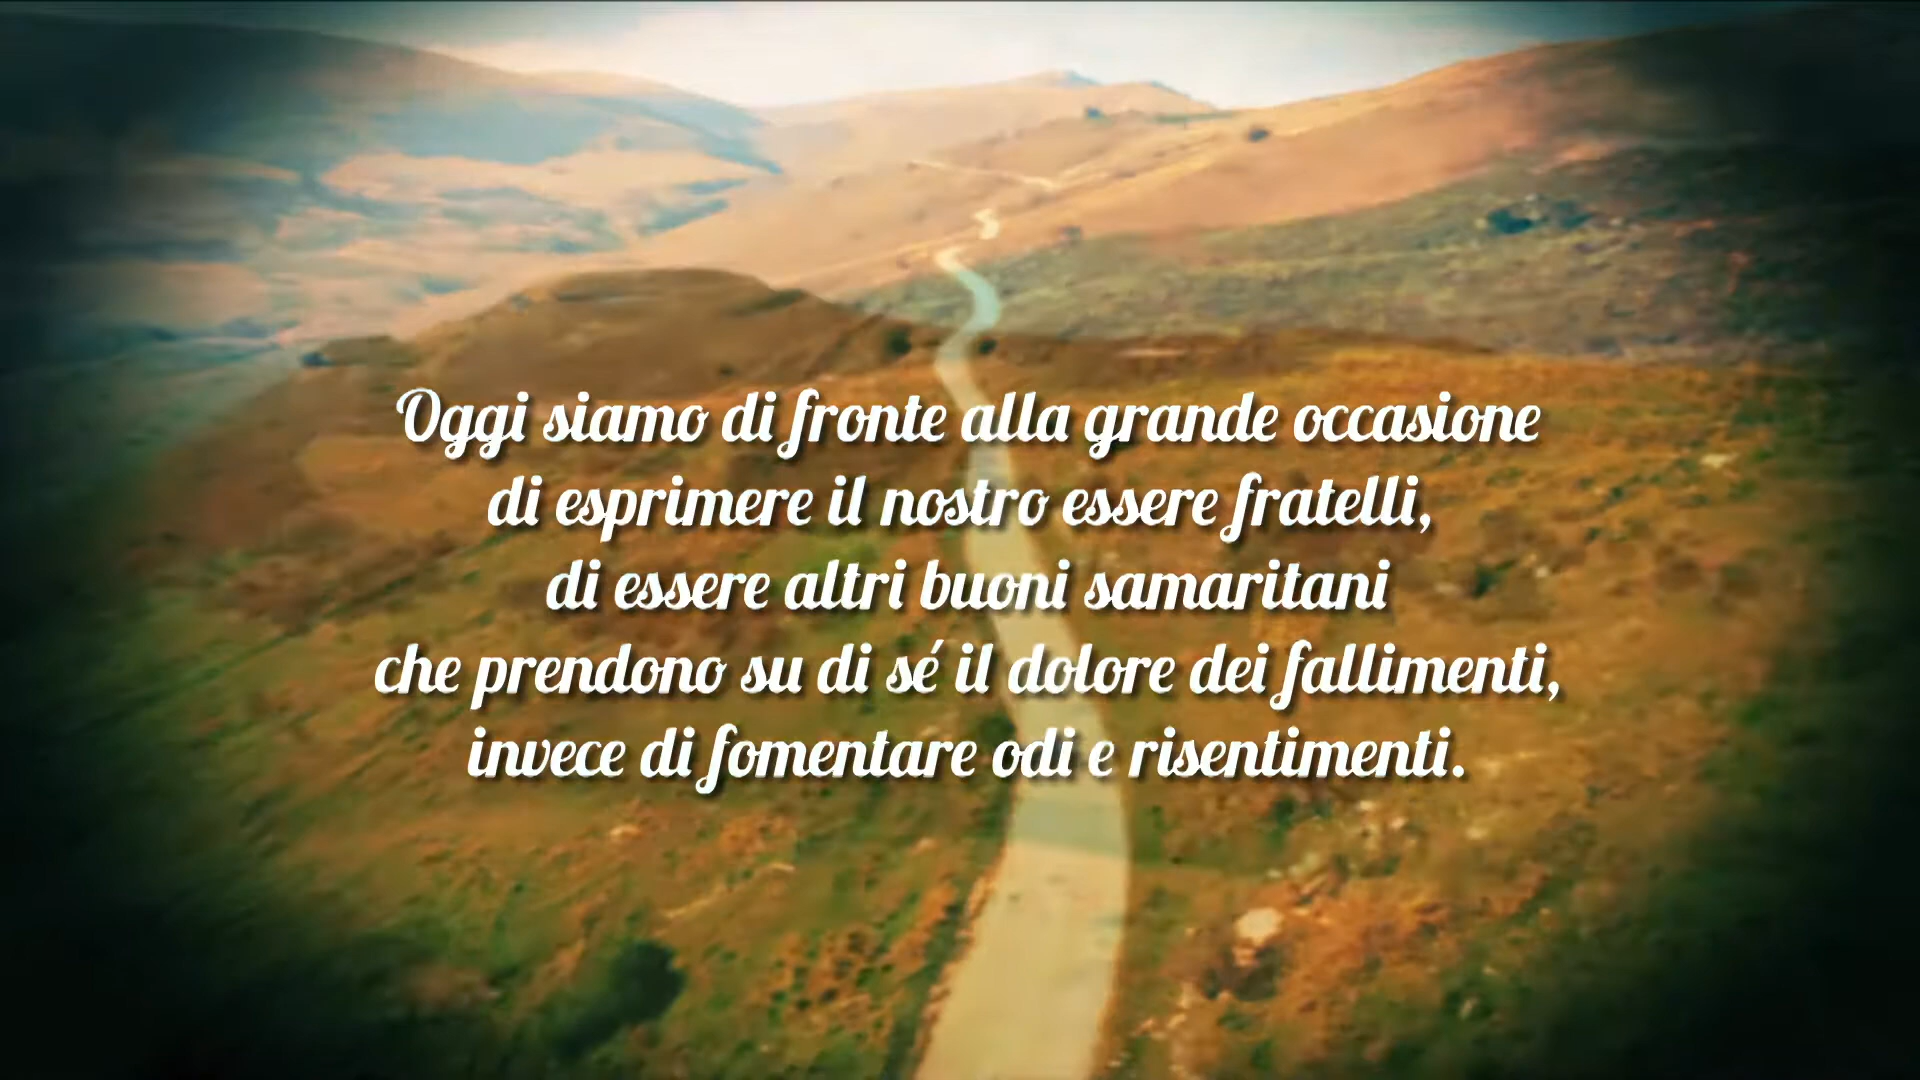 Oggi siamo di fronte alla grande occasione
di esprimere il nostro essere fratelli,
di essere altri buoni samaritani
che prendono su di sé il dolore dei fallimenti,
invece di fomentare odi e risentimenti.